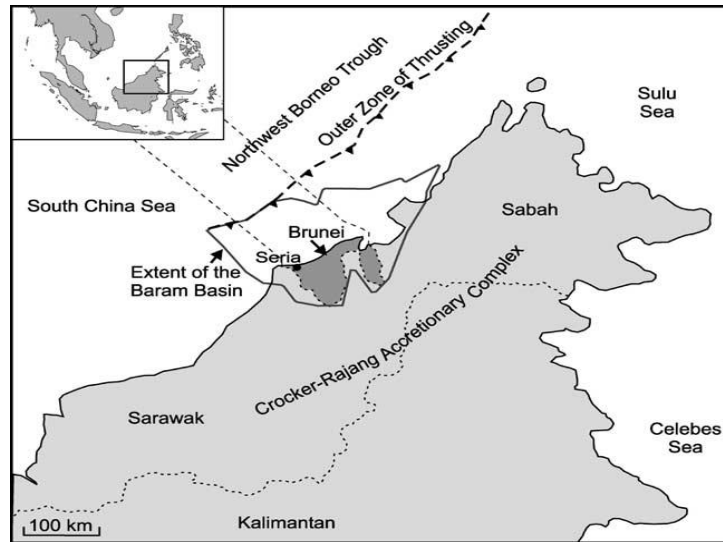 Northwest Borneo Trough
Outer Zone of Thrusting
Sulu
Sea
South China Sea
Sabah
Brunei
Seria
Extent of the
Baram Basin
Crocker-Rajang Accretionary Complex
Sarawak
Celebes
Sea
100 km
Kalimantan